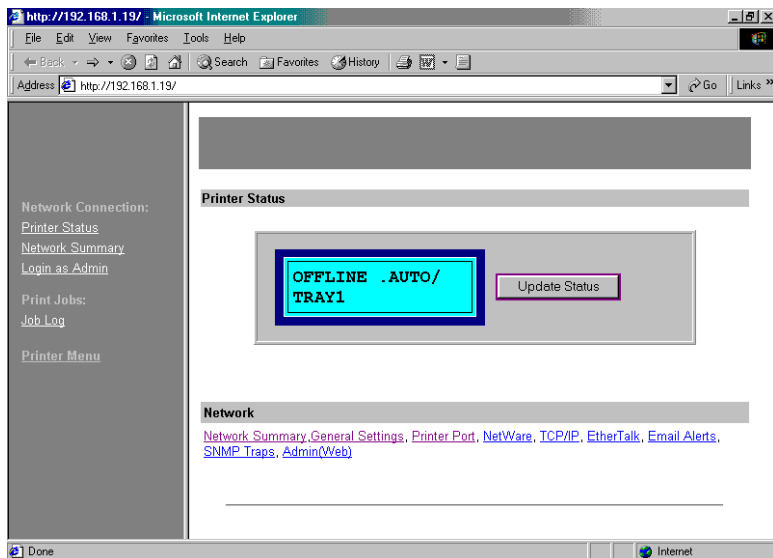 http://192.168.1.19/ - Microsoft Internet Explorer
File Edit View Favorites Tools Help
Back Search Favorites History
Address http://192.168.1.19/ Go Links »
Network Connection:
Printer Status
Network Summary
Login as Admin
Print Jobs:
Job Log
Printer Menu
Printer Status
OFFLINE .AUTO/
TRAY1
Update Status
Network
Network Summary,General Settings, Printer Port, NetWare, TCP/IP, EtherTalk, Email Alerts,
SNMP Traps, Admin(Web)
Done Internet